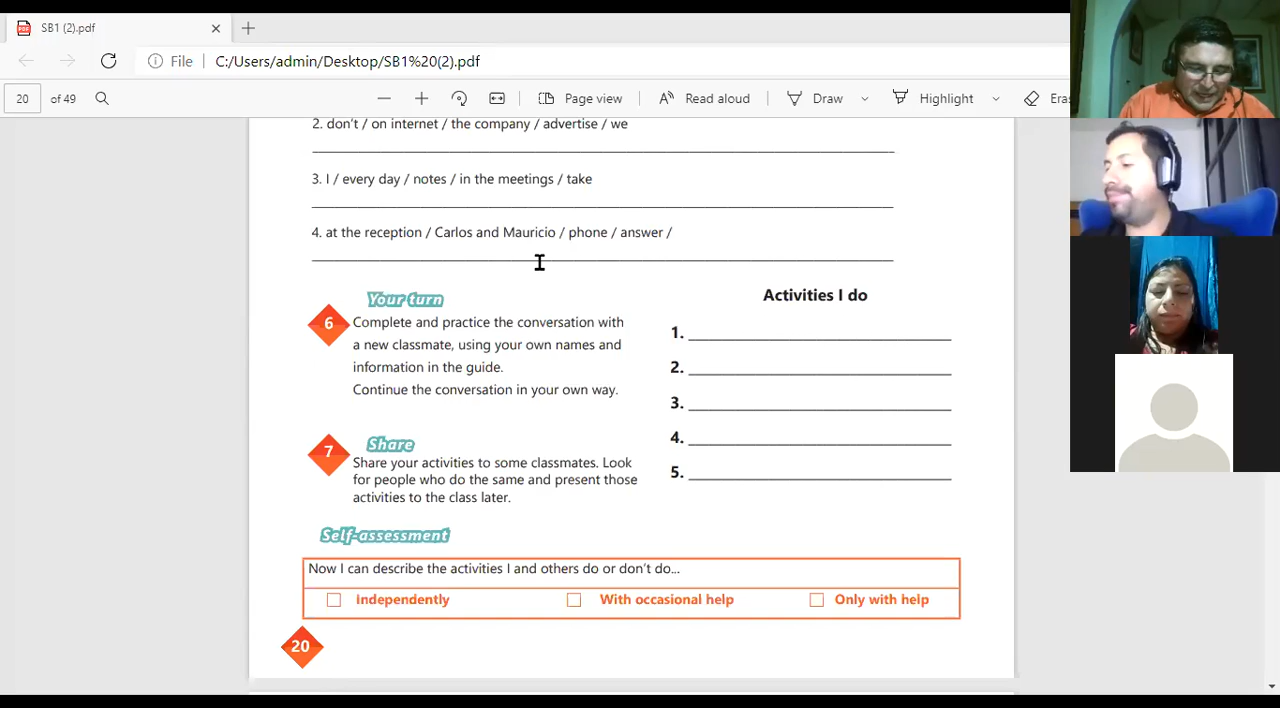 SB1 (2).pdf
File
C:/Users/admin/Desktop/SB1%20(2).pdf
20 of 49
Page view
Read aloud
Draw
Highlight
Eras
2. don't / on internet / the company / advertise / we
3. I / every day / notes / in the meetings / take
4. at the reception / Carlos and Mauricio / phone / answer /
Your turn
6
Complete and practice the conversation with
a new classmate, using your own names and
information in the guide.
Continue the conversation in your own way.
Activities I do
1.
2.
3.
4.
5.
7
Share
Share your activities to some classmates. Look
for people who do the same and present those
activities to the class later.
Self-assessment
Now I can describe the activities I and others do or don't do...
Independently
With occasional help
Only with help
20